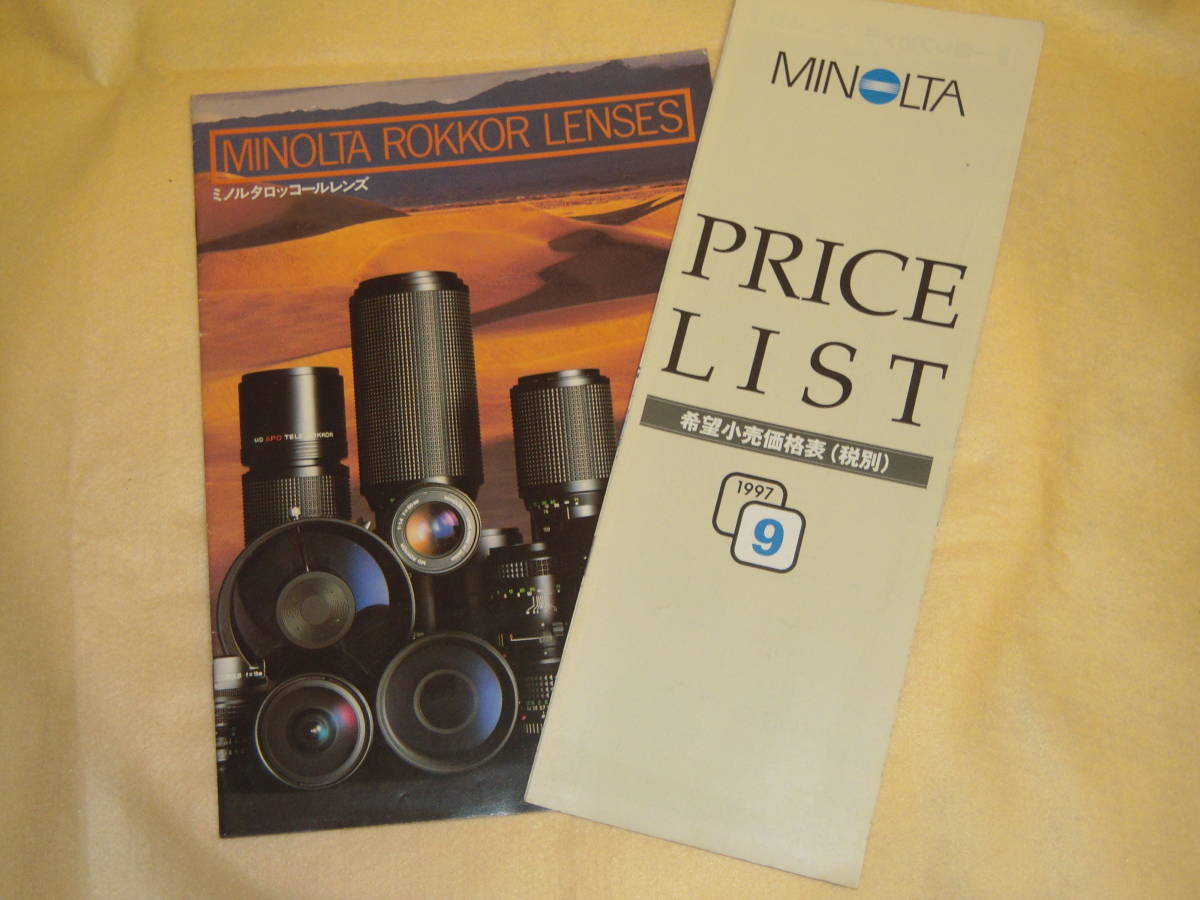 MINOLTA ROKKOR LENSES
ミノルタロッコールレンズ
APO TELE ROKKOR
MINOLTA
PRICE
LIST
希望小売価格表(税別)
1997
9